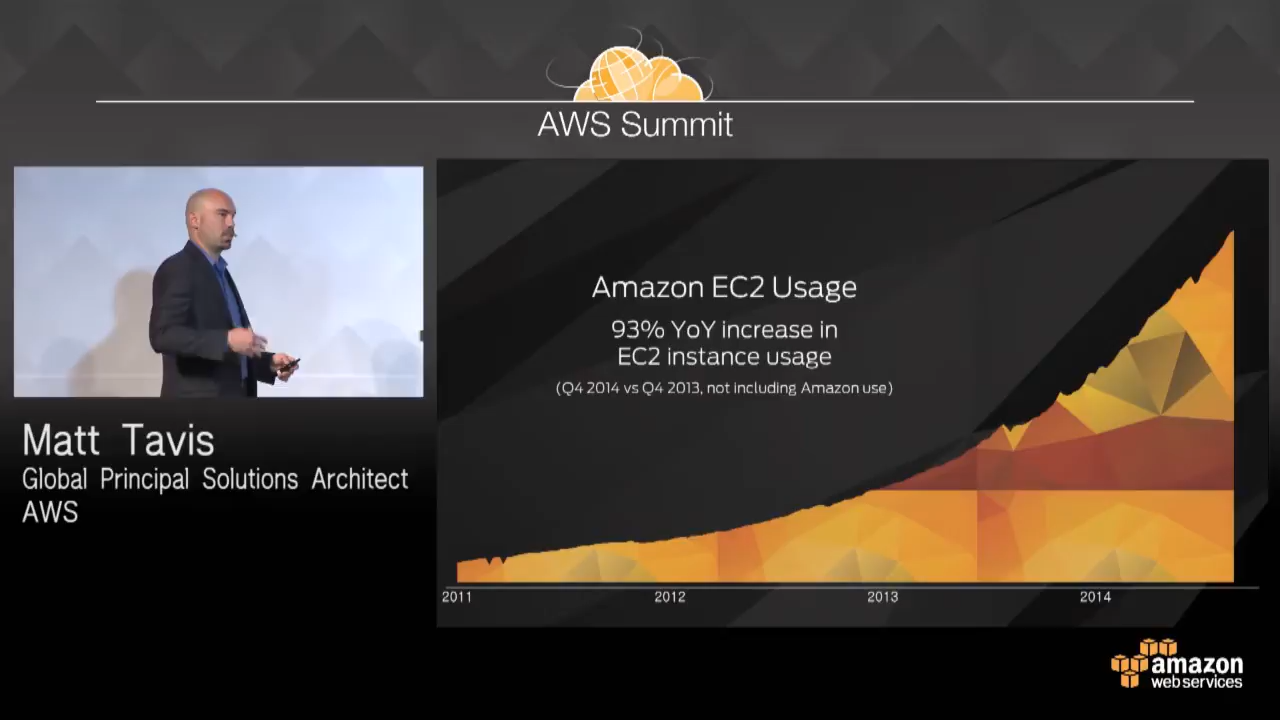 AWS Summit
Amazon EC2 Usage
93% YoY increase in
EC2 instance usage
(Q4 2014 vs Q4 2013, not including Amazon use)
2011 2012 2013 2014
Matt Tavis
Global Principal Solutions Architect
AWS
amazon
web services